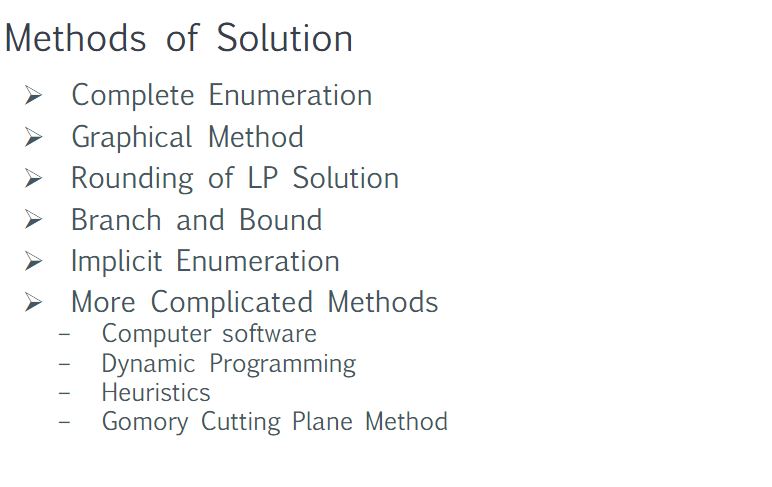 Methods of Solution
➢ Complete Enumeration
➢ Graphical Method
➢ Rounding of LP Solution
➢ Branch and Bound
➢ Implicit Enumeration
➢ More Complicated Methods
– Computer software
– Dynamic Programming
– Heuristics
– Gomory Cutting Plane Method